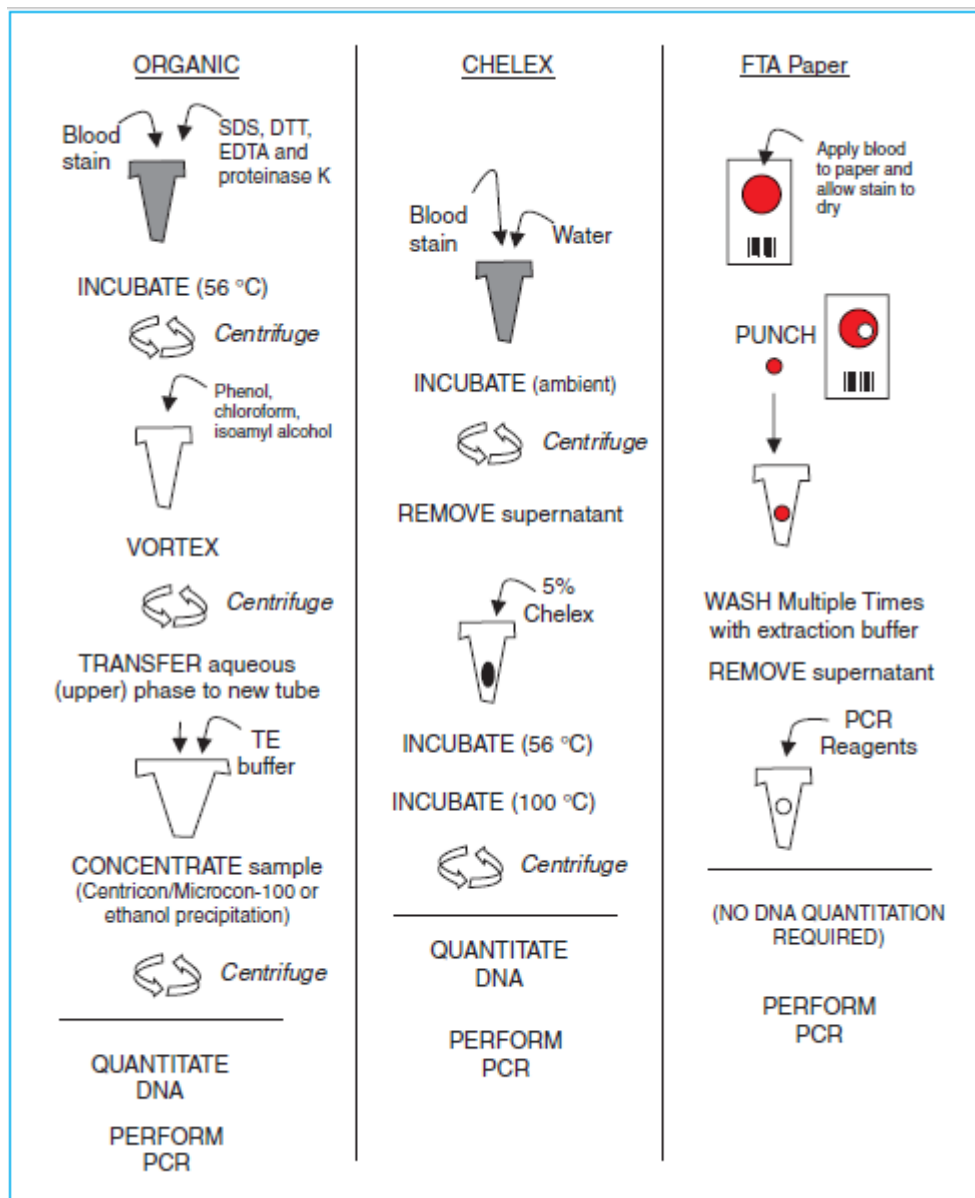 ORGANIC
Blood
stain
SDS, DTT,
EDTA and
proteinase K
INCUBATE (56 °C)
Centrifuge
Phenol,
chloroform,
isoamyl alcohol
VORTEX
Centrifuge
TRANSFER aqueous
(upper) phase to new tube
TE
buffer
CONCENTRATE sample
(Centricon/Microcon-100 or
ethanol precipitation)
Centrifuge
QUANTITATE
DNA
PERFORM
PCR
CHELEX
Blood
stain
Water
INCUBATE (ambient)
Centrifuge
REMOVE supernatant
5%
Chelex
INCUBATE (56 °C)
INCUBATE (100 °C)
Centrifuge
QUANTITATE
DNA
PERFORM
PCR
FTA Paper
Apply blood
to paper and
allow stain to
dry
PUNCH
WASH Multiple Times
with extraction buffer
REMOVE supernatant
PCR
Reagents
(NO DNA QUANTITATION
REQUIRED)
PERFORM
PCR